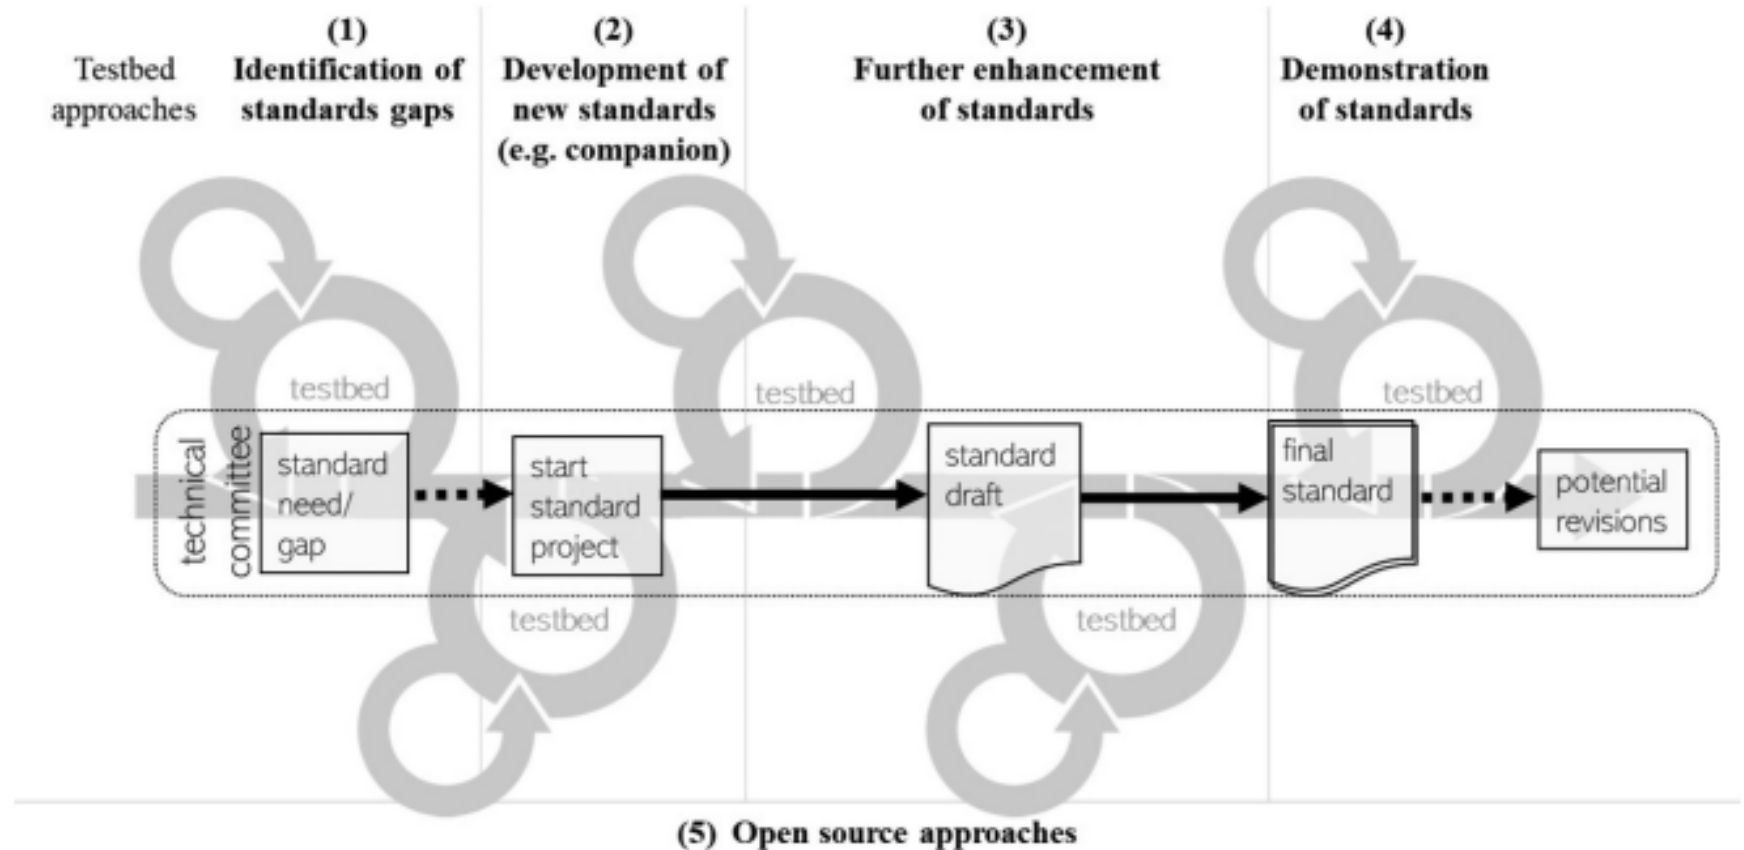 Testbed
approaches
(1)
Identification of
standards gaps
(2)
Development of
new standards
(e.g. companion)
(3)
Further enhancement
of standards
(4)
Demonstration
of standards
testbed
testbed
testbed
technical
committee
standard
need/
gap
start
standard
project
standard
draft
final
standard
potential
revisions
testbed
testbed
(5) Open source approaches